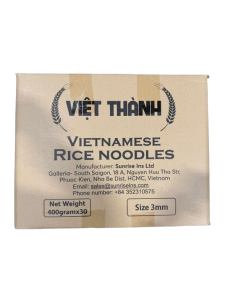 VIỆT THÀNH
VIETNAMESE
RICE NOODLES
Manufacturer: Sunrise Ins Ltd
Galleria- South Saigon, 18 A, Nguyen Huu Tho Str,
Phuoc Kien, Nha Be Dist, HCMC, Vietnam
Email: sales@sunriseins.com
Phone number: +84 352310575
Net Weight
400gramx30
Size 3mm